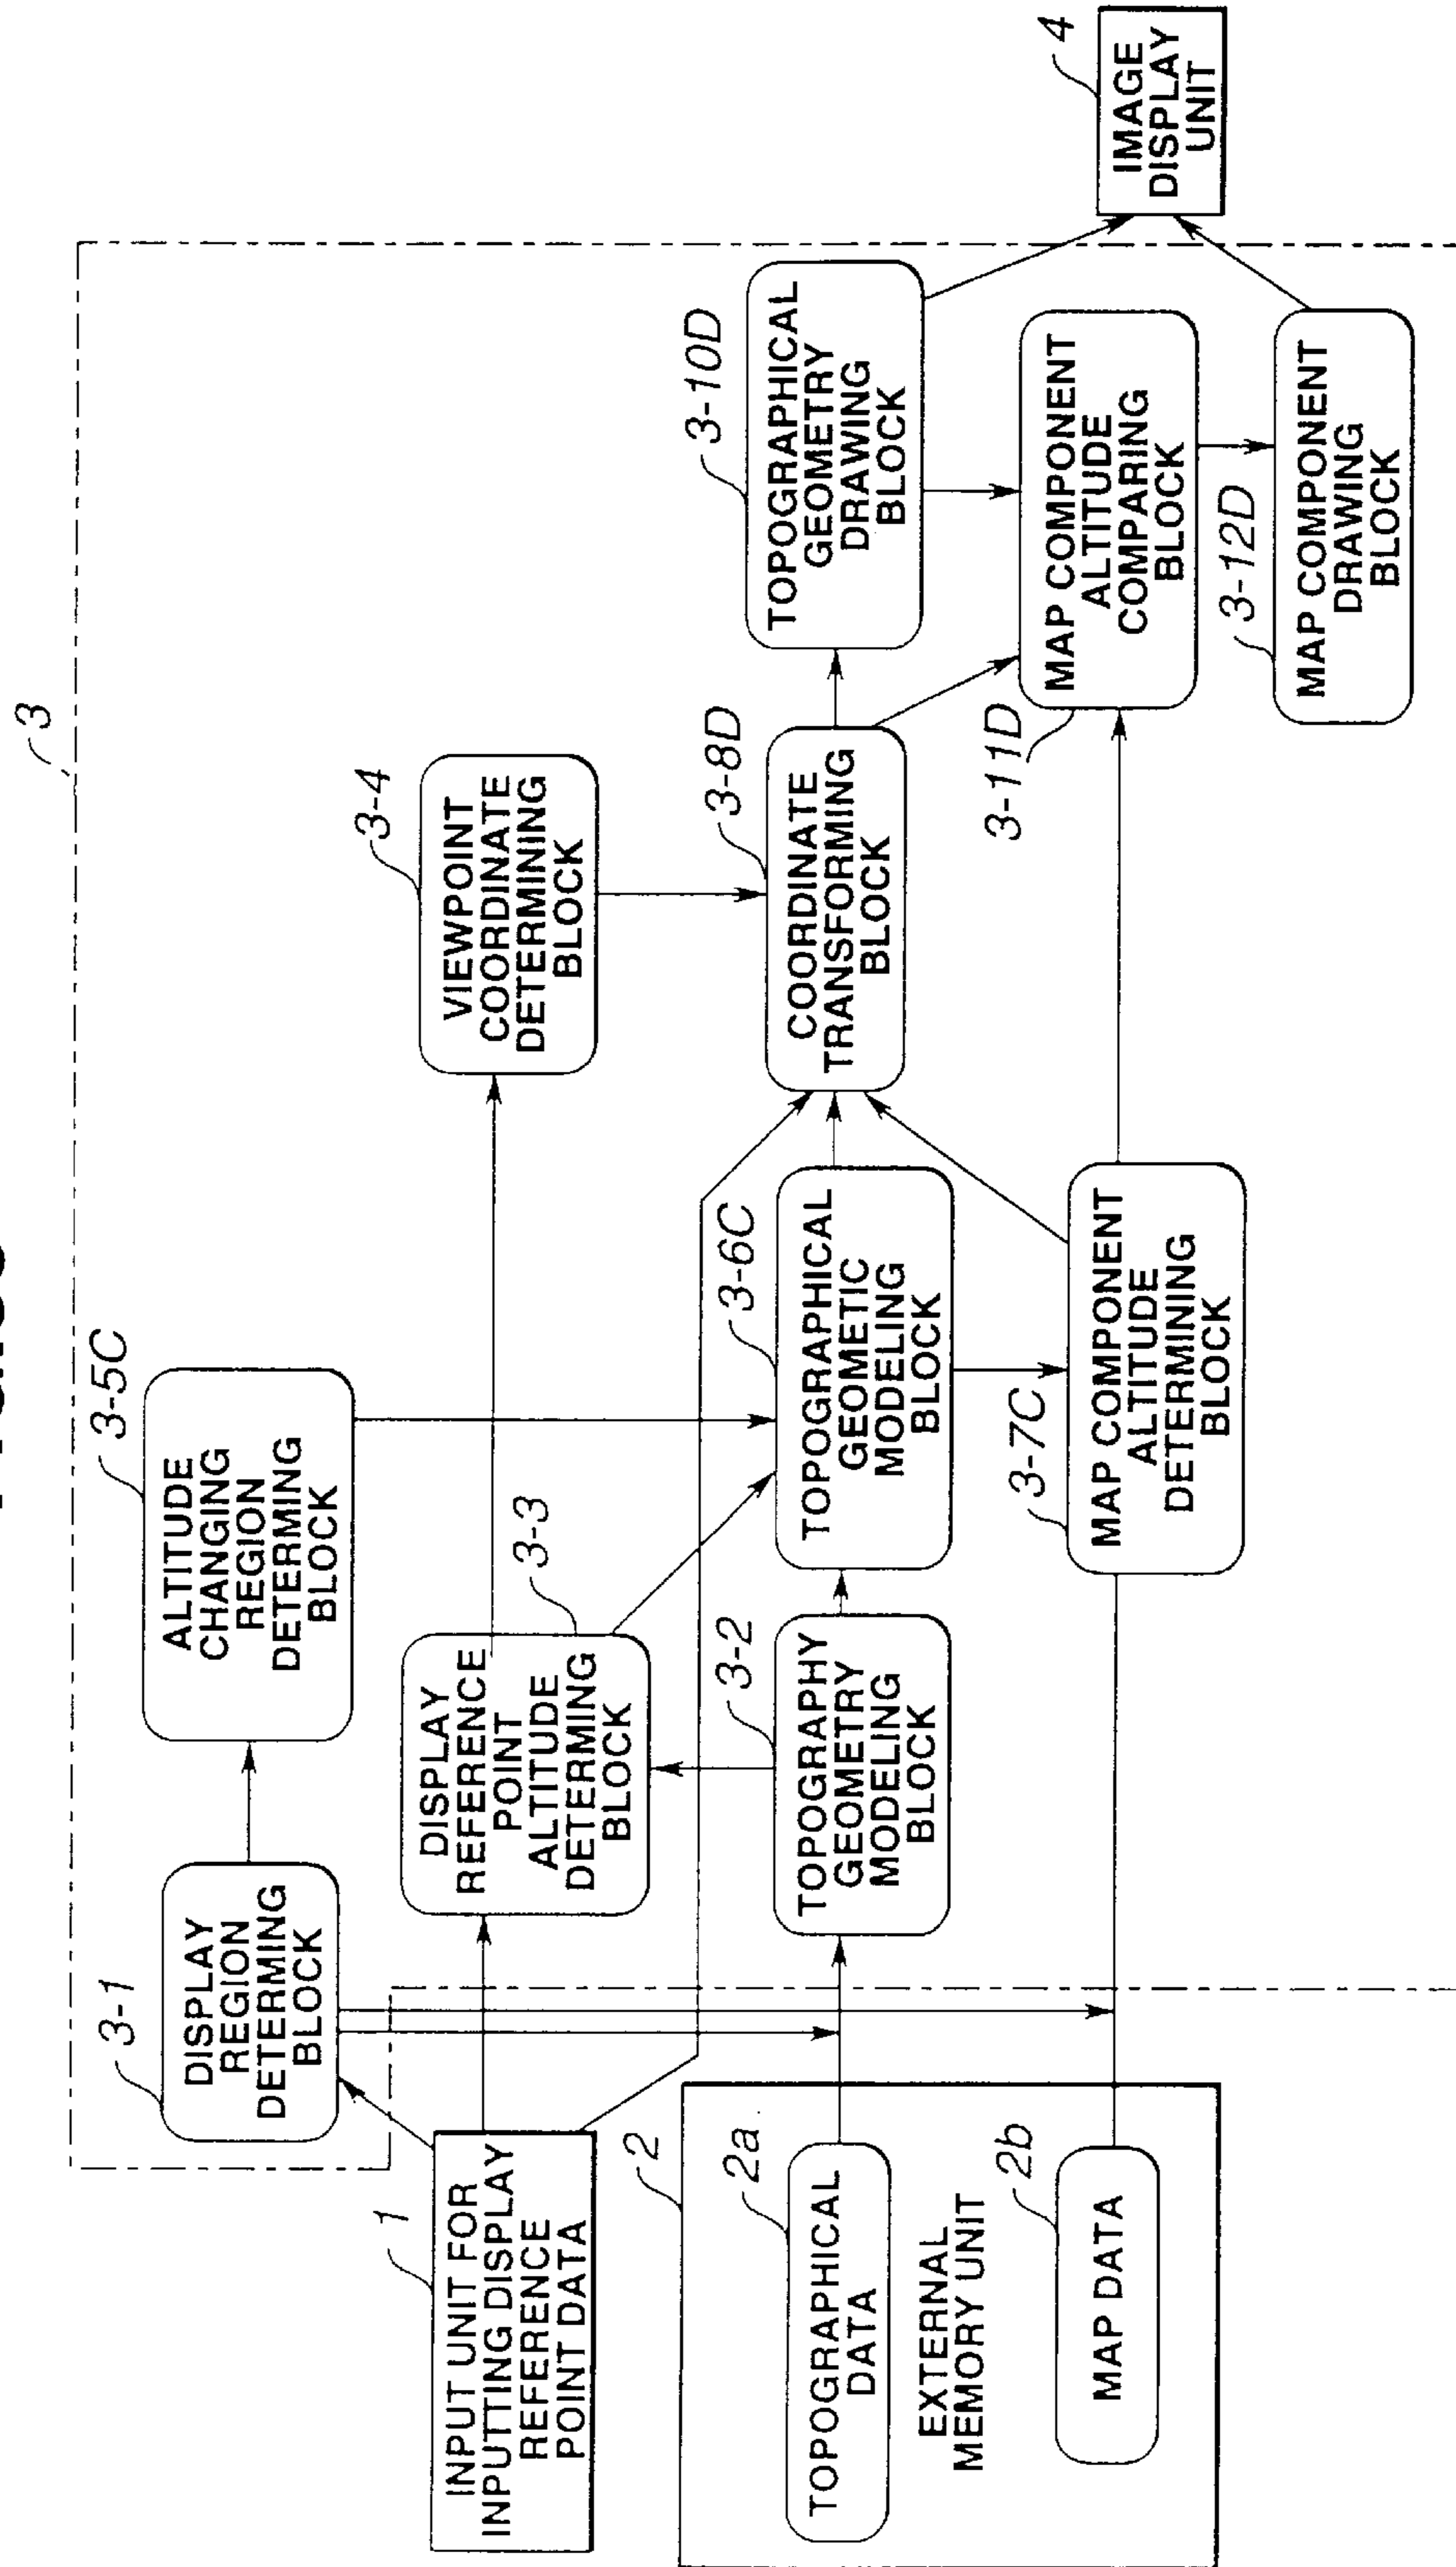 3
3-1
DISPLAY
REGION
DETERMING
BLOCK
3-5C
ALTITUDE
CHANGING
REGION
DETERMING
BLOCK
1
INPUT UNIT FOR
INPUTTING DISPLAY
REFERENCE
POINT DATA
3-3
DISPLAY
REFERENCE
POINT
ALTITUDE
DETERMING
BLOCK
3-4
VIEWPOINT
COORDINATE
DETERMINING
BLOCK
2
2a
TOPOGRAPHICAL
DATA
EXTERNAL
MEMORY UNIT
2b
MAP DATA
3-2
TOPOGRAPHY
GEOMETRY
MODELING
BLOCK
3-6C
TOPOGRAPHICAL
GEOMETIC
MODELING
BLOCK
3-7C
MAP COMPONENT
ALTITUDE
DETERMINING
BLOCK
3-8D
COORDINATE
TRANSFORMING
BLOCK
3-10D
TOPOGRAPHICAL
GEOMETRY
DRAWING
BLOCK
3-11D
MAP COMPONENT
ALTITUDE
COMPARING
BLOCK
3-12D
MAP COMPONENT
DRAWING
BLOCK
4
IMAGE
DISPLAY
UNIT